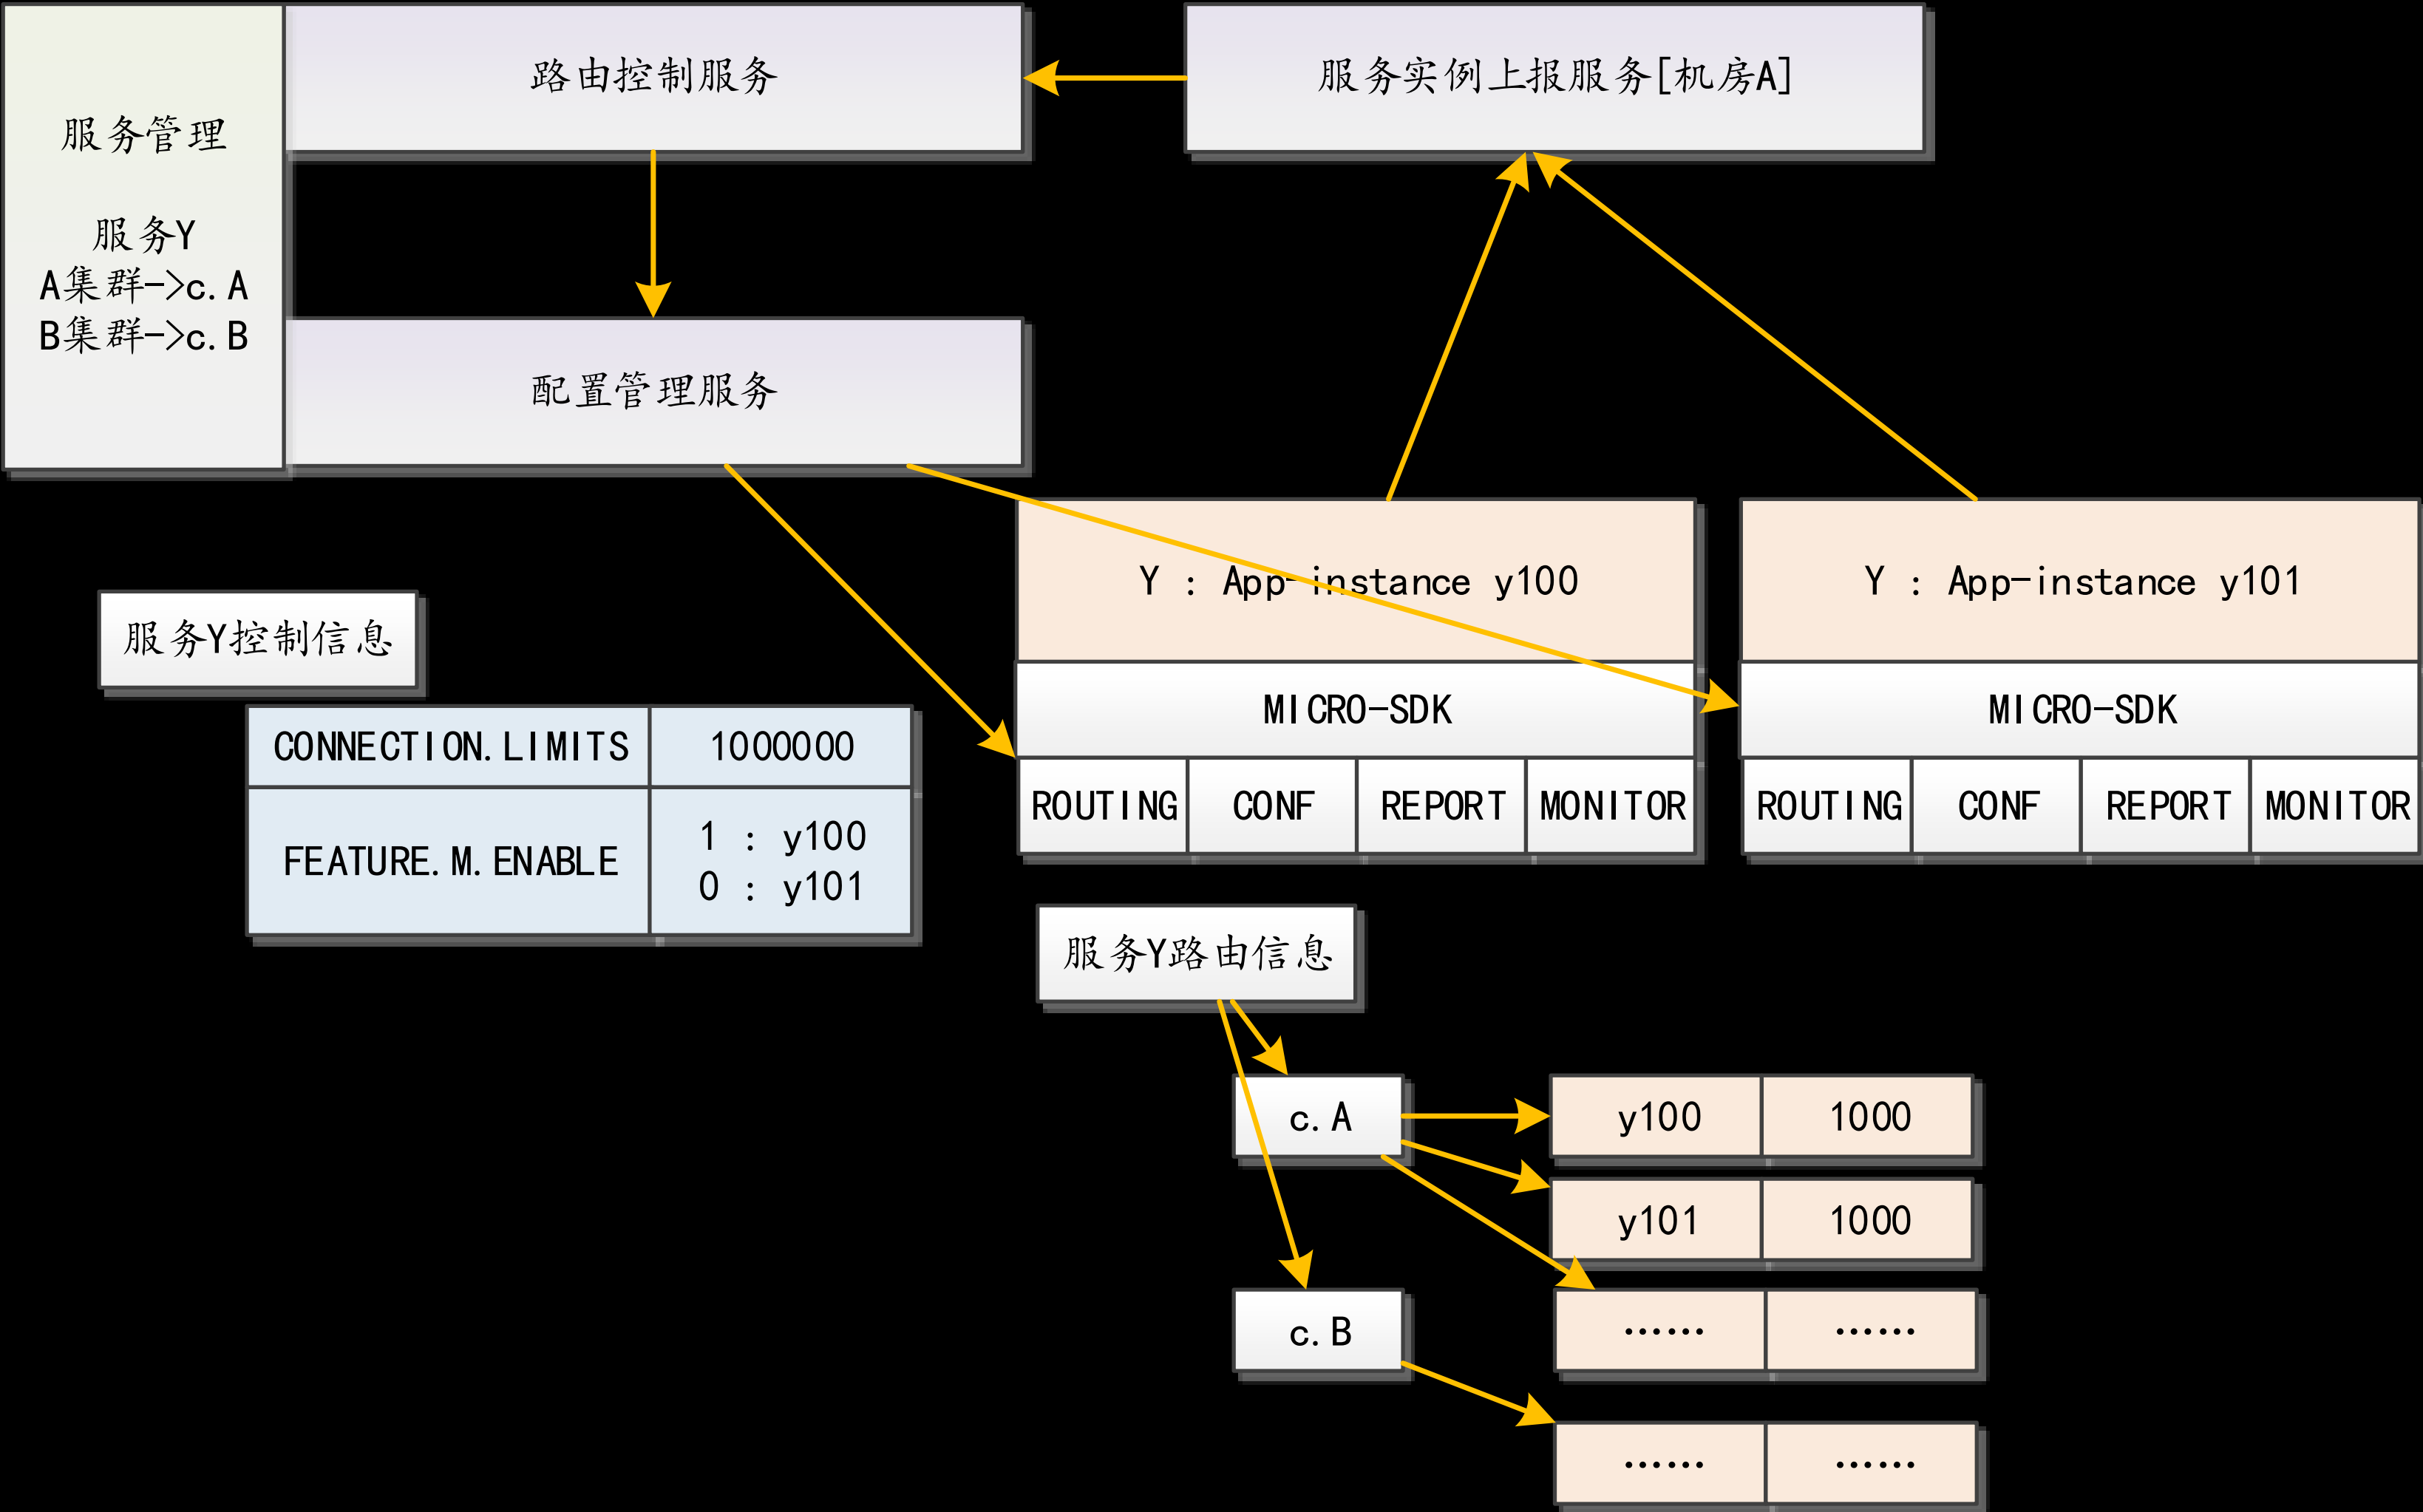 服务管理
服务Y
A集群->c.A
B集群->c.B
路由控制服务
服务实例上报服务[机房A]
配置管理服务
Y : App-instance y100
MICRO-SDK
ROUTING CONF REPORT MONITOR
Y : App-instance y101
MICRO-SDK
ROUTING CONF REPORT MONITOR
服务Y控制信息
CONNECTION.LIMITS 1000000
FEATURE.M.ENABLE
1 : y100
0 : y101
服务Y路由信息
c.A
y100 1000
y101 1000
…… ……
c.B
…… ……